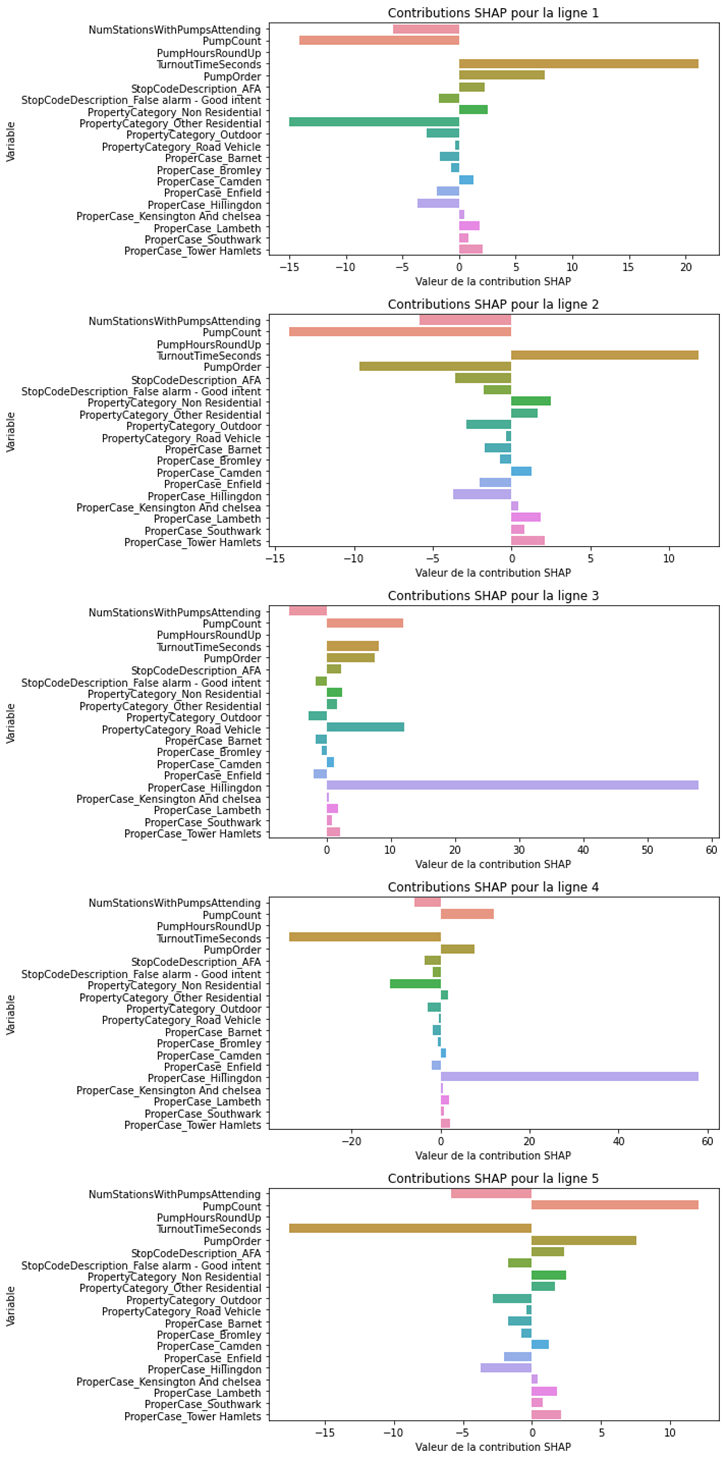 Contributions SHAP pour la ligne 1
NumStationsWithPumpsAttending
PumpCount
PumpHoursRoundUp
TurnoutTimeSeconds
PumpOrder
StopCodeDescription_AFA
StopCodeDescription_False alarm - Good intent
PropertyCategory_Non Residential
PropertyCategory_Other Residential
PropertyCategory_Outdoor
PropertyCategory_Road Vehicle
ProperCase_Barnet
ProperCase_Bromley
ProperCase_Camden
ProperCase_Enfield
ProperCase_Hillingdon
ProperCase_Kensington And chelsea
ProperCase_Lambeth
ProperCase_Southwark
ProperCase_Tower Hamlets
Variable
−15 −10 −5 0 5 10 15 20
Valeur de la contribution SHAP
Contributions SHAP pour la ligne 2
NumStationsWithPumpsAttending
PumpCount
PumpHoursRoundUp
TurnoutTimeSeconds
PumpOrder
StopCodeDescription_AFA
StopCodeDescription_False alarm - Good intent
PropertyCategory_Non Residential
PropertyCategory_Other Residential
PropertyCategory_Outdoor
PropertyCategory_Road Vehicle
ProperCase_Barnet
ProperCase_Bromley
ProperCase_Camden
ProperCase_Enfield
ProperCase_Hillingdon
ProperCase_Kensington And chelsea
ProperCase_Lambeth
ProperCase_Southwark
ProperCase_Tower Hamlets
Variable
−15 −10 −5 0 5 10
Valeur de la contribution SHAP
Contributions SHAP pour la ligne 3
NumStationsWithPumpsAttending
PumpCount
PumpHoursRoundUp
TurnoutTimeSeconds
PumpOrder
StopCodeDescription_AFA
StopCodeDescription_False alarm - Good intent
PropertyCategory_Non Residential
PropertyCategory_Other Residential
PropertyCategory_Outdoor
PropertyCategory_Road Vehicle
ProperCase_Barnet
ProperCase_Bromley
ProperCase_Camden
ProperCase_Enfield
ProperCase_Hillingdon
ProperCase_Kensington And chelsea
ProperCase_Lambeth
ProperCase_Southwark
ProperCase_Tower Hamlets
Variable
0 10 20 30 40 50 60
Valeur de la contribution SHAP
Contributions SHAP pour la ligne 4
NumStationsWithPumpsAttending
PumpCount
PumpHoursRoundUp
TurnoutTimeSeconds
PumpOrder
StopCodeDescription_AFA
StopCodeDescription_False alarm - Good intent
PropertyCategory_Non Residential
PropertyCategory_Other Residential
PropertyCategory_Outdoor
PropertyCategory_Road Vehicle
ProperCase_Barnet
ProperCase_Bromley
ProperCase_Camden
ProperCase_Enfield
ProperCase_Hillingdon
ProperCase_Kensington And chelsea
ProperCase_Lambeth
ProperCase_Southwark
ProperCase_Tower Hamlets
Variable
−20 0 20 40 60
Valeur de la contribution SHAP
Contributions SHAP pour la ligne 5
NumStationsWithPumpsAttending
PumpCount
PumpHoursRoundUp
TurnoutTimeSeconds
PumpOrder
StopCodeDescription_AFA
StopCodeDescription_False alarm - Good intent
PropertyCategory_Non Residential
PropertyCategory_Other Residential
PropertyCategory_Outdoor
PropertyCategory_Road Vehicle
ProperCase_Barnet
ProperCase_Bromley
ProperCase_Camden
ProperCase_Enfield
ProperCase_Hillingdon
ProperCase_Kensington And chelsea
ProperCase_Lambeth
ProperCase_Southwark
ProperCase_Tower Hamlets
Variable
−15 −10 −5 0 5 10
Valeur de la contribution SHAP